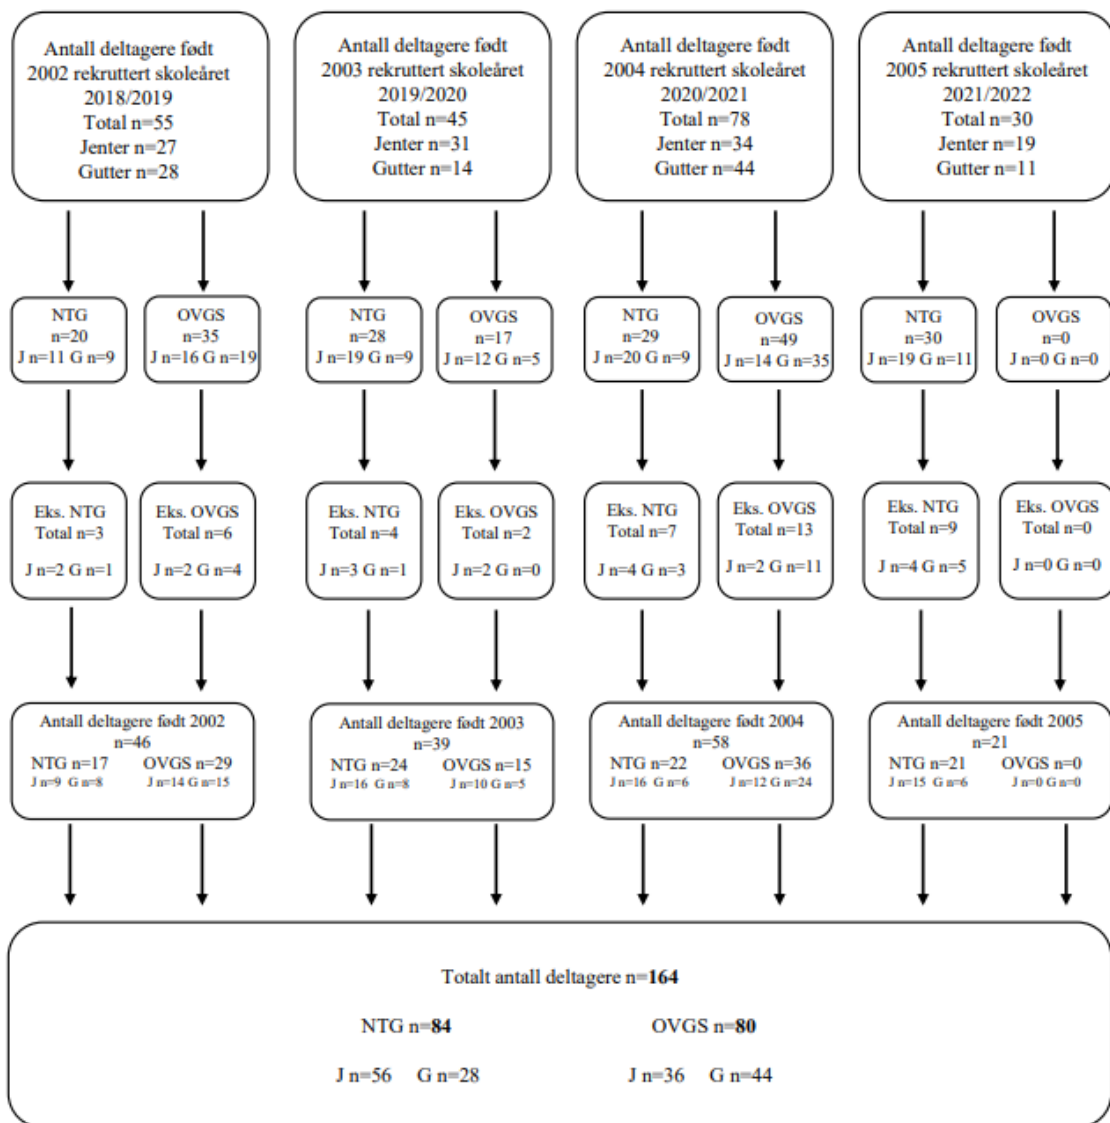 Antall deltagere født
2002 rekruttert skoleåret
2018/2019
Total n=55
Jenter n=27
Gutter n=28
Antall deltagere født
2003 rekruttert skoleåret
2019/2020
Total n=45
Jenter n=31
Gutter n=14
Antall deltagere født
2004 rekruttert skoleåret
2020/2021
Total n=78
Jenter n=34
Gutter n=44
Antall deltagere født
2005 rekruttert skoleåret
2021/2022
Total n=30
Jenter n=19
Gutter n=11
NTG
n=20
J n=11 G n=9
OVGS
n=35
J n=16 G n=19
NTG
n=28
J n=19 G n=9
OVGS
n=17
J n=12 G n=5
NTG
n=29
J n=20 G n=9
OVGS
n=49
J n=14 G n=35
NTG
n=30
J n=19 G n=11
OVGS
n=0
J n=0 G n=0
Eks. NTG
Total n=3
J n=2 G n=1
Eks. OVGS
Total n=6
J n=2 G n=4
Eks. NTG
Total n=4
J n=3 G n=1
Eks. OVGS
Total n=2
J n=2 G n=0
Eks. NTG
Total n=7
J n=4 G n=3
Eks. OVGS
Total n=13
J n=2 G n=11
Eks. NTG
Total n=9
J n=4 G n=5
Eks. OVGS
Total n=0
J n=0 G n=0
Antall deltagere født 2002
n=46
NTG n=17 OVGS n=29
J n=9 G n=8 J n=14 G n=15
Antall deltagere født 2003
n=39
NTG n=24 OVGS n=15
J n=16 G n=8 J n=10 G n=5
Antall deltagere født 2004
n=58
NTG n=22 OVGS n=36
J n=16 G n=6 J n=12 G n=24
Antall deltagere født 2005
n=21
NTG n=21 OVGS n=0
J n=15 G n=6 J n=0 G n=0
Totalt antall deltagere n=164
NTG n=84 OVGS n=80
J n=56 G n=28 J n=36 G n=44